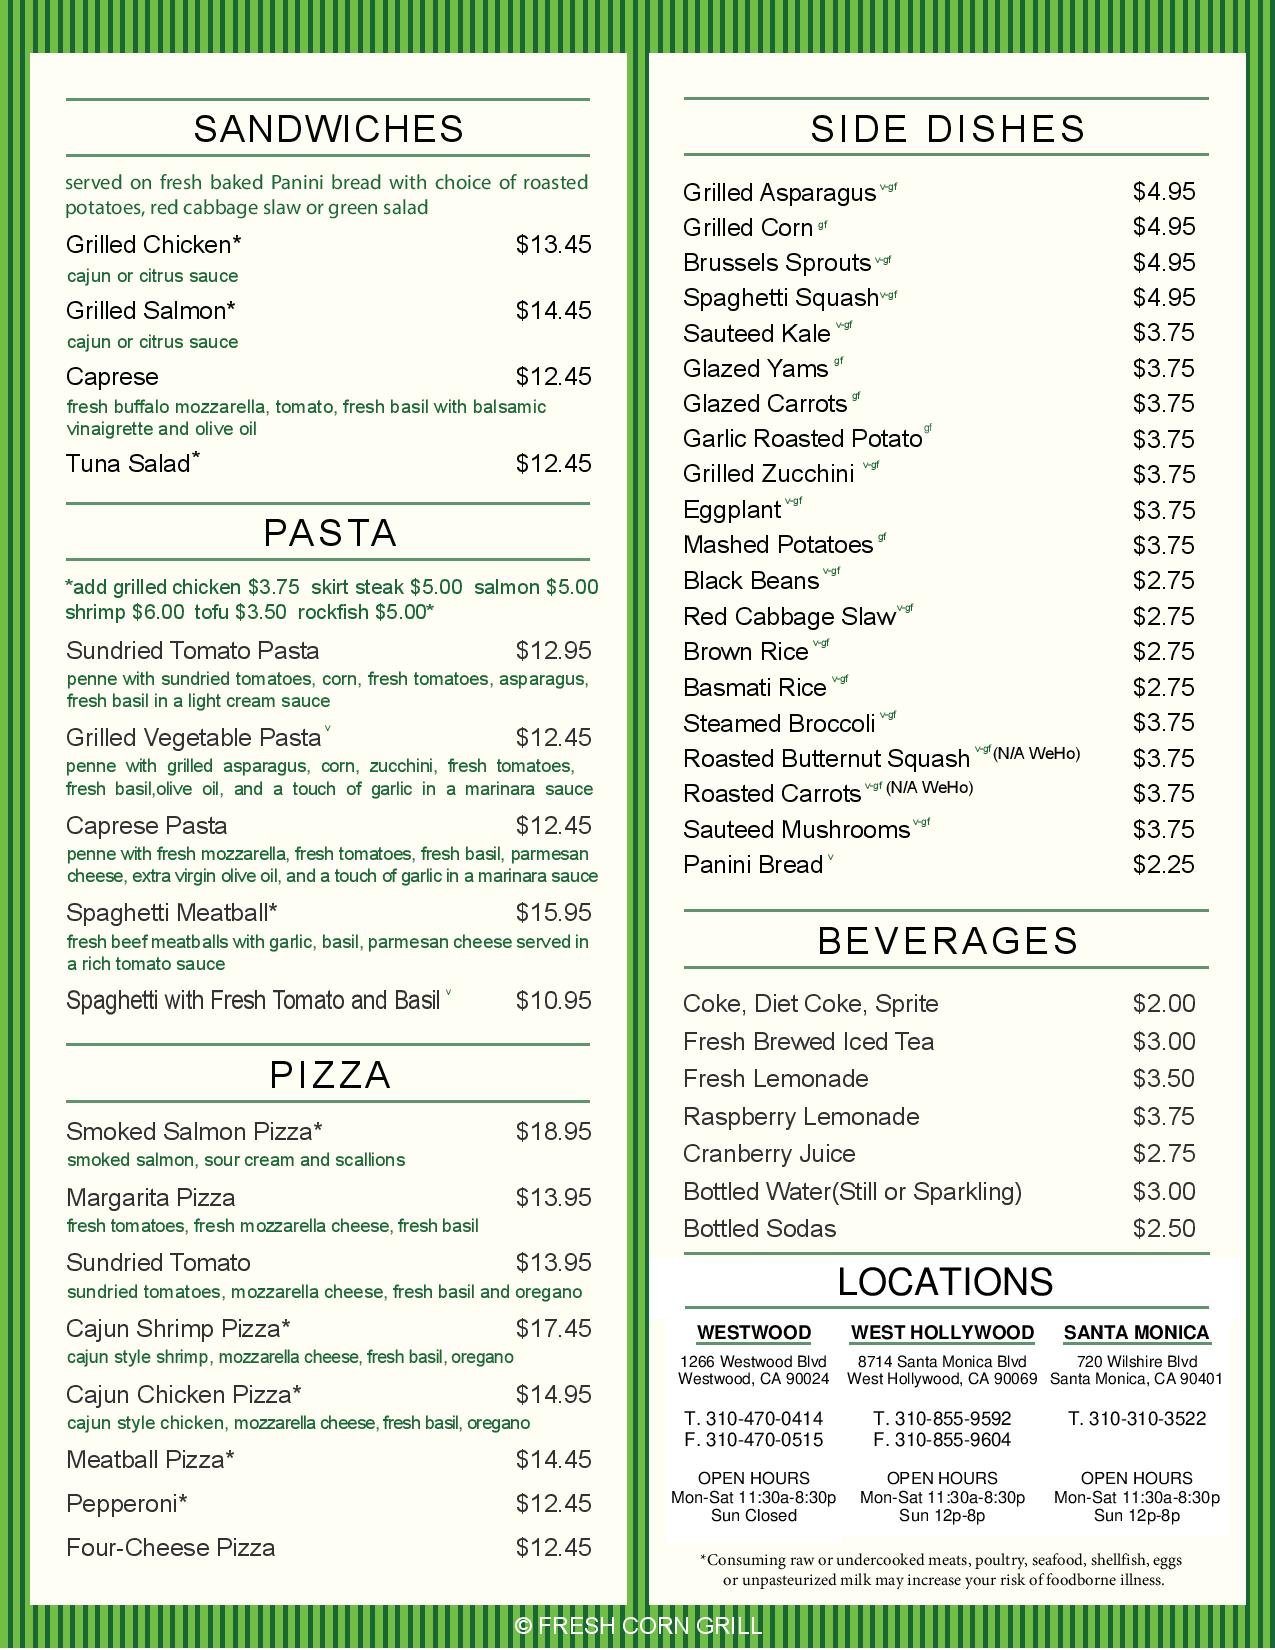 SANDWICHES
served on fresh baked Panini bread with choice of roasted
potatoes, red cabbage slaw or green salad
Grilled Chicken* $13.45
cajun or citrus sauce
Grilled Salmon* $14.45
cajun or citrus sauce
Caprese $12.45
fresh buffalo mozzarella, tomato, fresh basil with balsamic
vinaigrette and olive oil
Tuna Salad* $12.45
PASTA
*add grilled chicken $3.75 skirt steak $5.00 salmon $5.00
shrimp $6.00 tofu $3.50 rockfish $5.00*
Sundried Tomato Pasta $12.95
penne with sundried tomatoes, corn, fresh tomatoes, asparagus,
fresh basil in a light cream sauce
Grilled Vegetable Pasta v $12.45
penne with grilled asparagus, corn, zucchini, fresh tomatoes,
fresh basil,olive oil, and a touch of garlic in a marinara sauce
Caprese Pasta $12.45
penne with fresh mozzarella, fresh tomatoes, fresh basil, parmesan
cheese, extra virgin olive oil, and a touch of garlic in a marinara sauce
Spaghetti Meatball* $15.95
fresh beef meatballs with garlic, basil, parmesan cheese served in
a rich tomato sauce
Spaghetti with Fresh Tomato and Basil v $10.95
PIZZA
Smoked Salmon Pizza* $18.95
smoked salmon, sour cream and scallions
Margarita Pizza $13.95
fresh tomatoes, fresh mozzarella cheese, fresh basil
Sundried Tomato $13.95
sundried tomatoes, mozzarella cheese, fresh basil and oregano
Cajun Shrimp Pizza* $17.45
cajun style shrimp, mozzarella cheese, fresh basil, oregano
Cajun Chicken Pizza* $14.95
cajun style chicken, mozzarella cheese, fresh basil, oregano
Meatball Pizza* $14.45
Pepperoni* $12.45
Four-Cheese Pizza $12.45
SIDE DISHES
Grilled Asparagus v-gf $4.95
Grilled Corn gf $4.95
Brussels Sprouts v-gf $4.95
Spaghetti Squash v-gf $4.95
Sauteed Kale v-gf $3.75
Glazed Yams gf $3.75
Glazed Carrots gf $3.75
Garlic Roasted Potato gf $3.75
Grilled Zucchini v-gf $3.75
Eggplant v-gf $3.75
Mashed Potatoes gf $3.75
Black Beans v-gf $2.75
Red Cabbage Slaw v-gf $2.75
Brown Rice v-gf $2.75
Basmati Rice v-gf $2.75
Steamed Broccoli v-gf $3.75
Roasted Butternut Squash v-gf (N/A WeHo) $3.75
Roasted Carrots v-gf (N/A WeHo) $3.75
Sauteed Mushrooms v-gf $3.75
Panini Bread v $2.25
BEVERAGES
Coke, Diet Coke, Sprite $2.00
Fresh Brewed Iced Tea $3.00
Fresh Lemonade $3.50
Raspberry Lemonade $3.75
Cranberry Juice $2.75
Bottled Water(Still or Sparkling) $3.00
Bottled Sodas $2.50
LOCATIONS
WESTWOOD
1266 Westwood Blvd
Westwood, CA 90024
T. 310-470-0414
F. 310-470-0515
OPEN HOURS
Mon-Sat 11:30a-8:30p
Sun Closed
WEST HOLLYWOOD
8714 Santa Monica Blvd
West Hollywood, CA 90069
T. 310-855-9592
F. 310-855-9604
OPEN HOURS
Mon-Sat 11:30a-8:30p
Sun 12p-8p
SANTA MONICA
720 Wilshire Blvd
Santa Monica, CA 90401
T. 310-310-3522
OPEN HOURS
Mon-Sat 11:30a-8:30p
Sun 12p-8p
*Consuming raw or undercooked meats, poultry, seafood, shellfish, eggs
or unpasteurized milk may increase your risk of foodborne illness.
© FRESH CORN GRILL